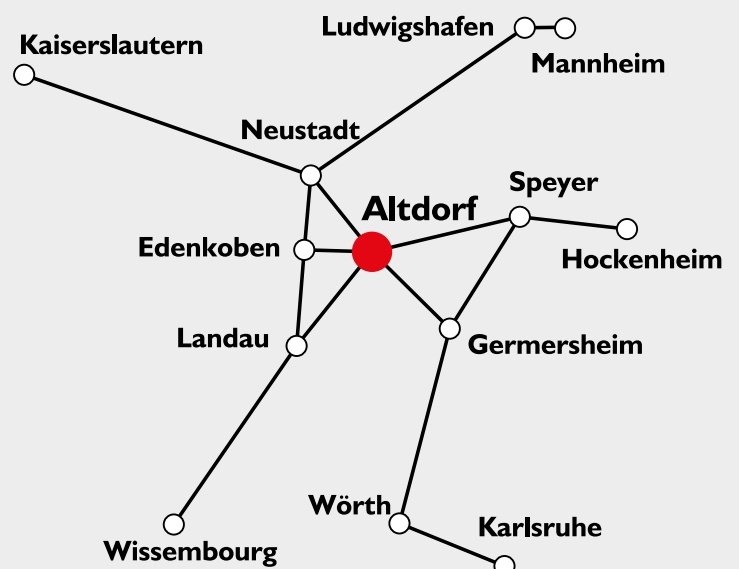 Ludwigshafen
Kaiserslautern
Mannheim
Neustadt
Speyer
Altdorf
Edenkoben
Hockenheim
Landau
Germersheim
Wörth
Karlsruhe
Wissembourg